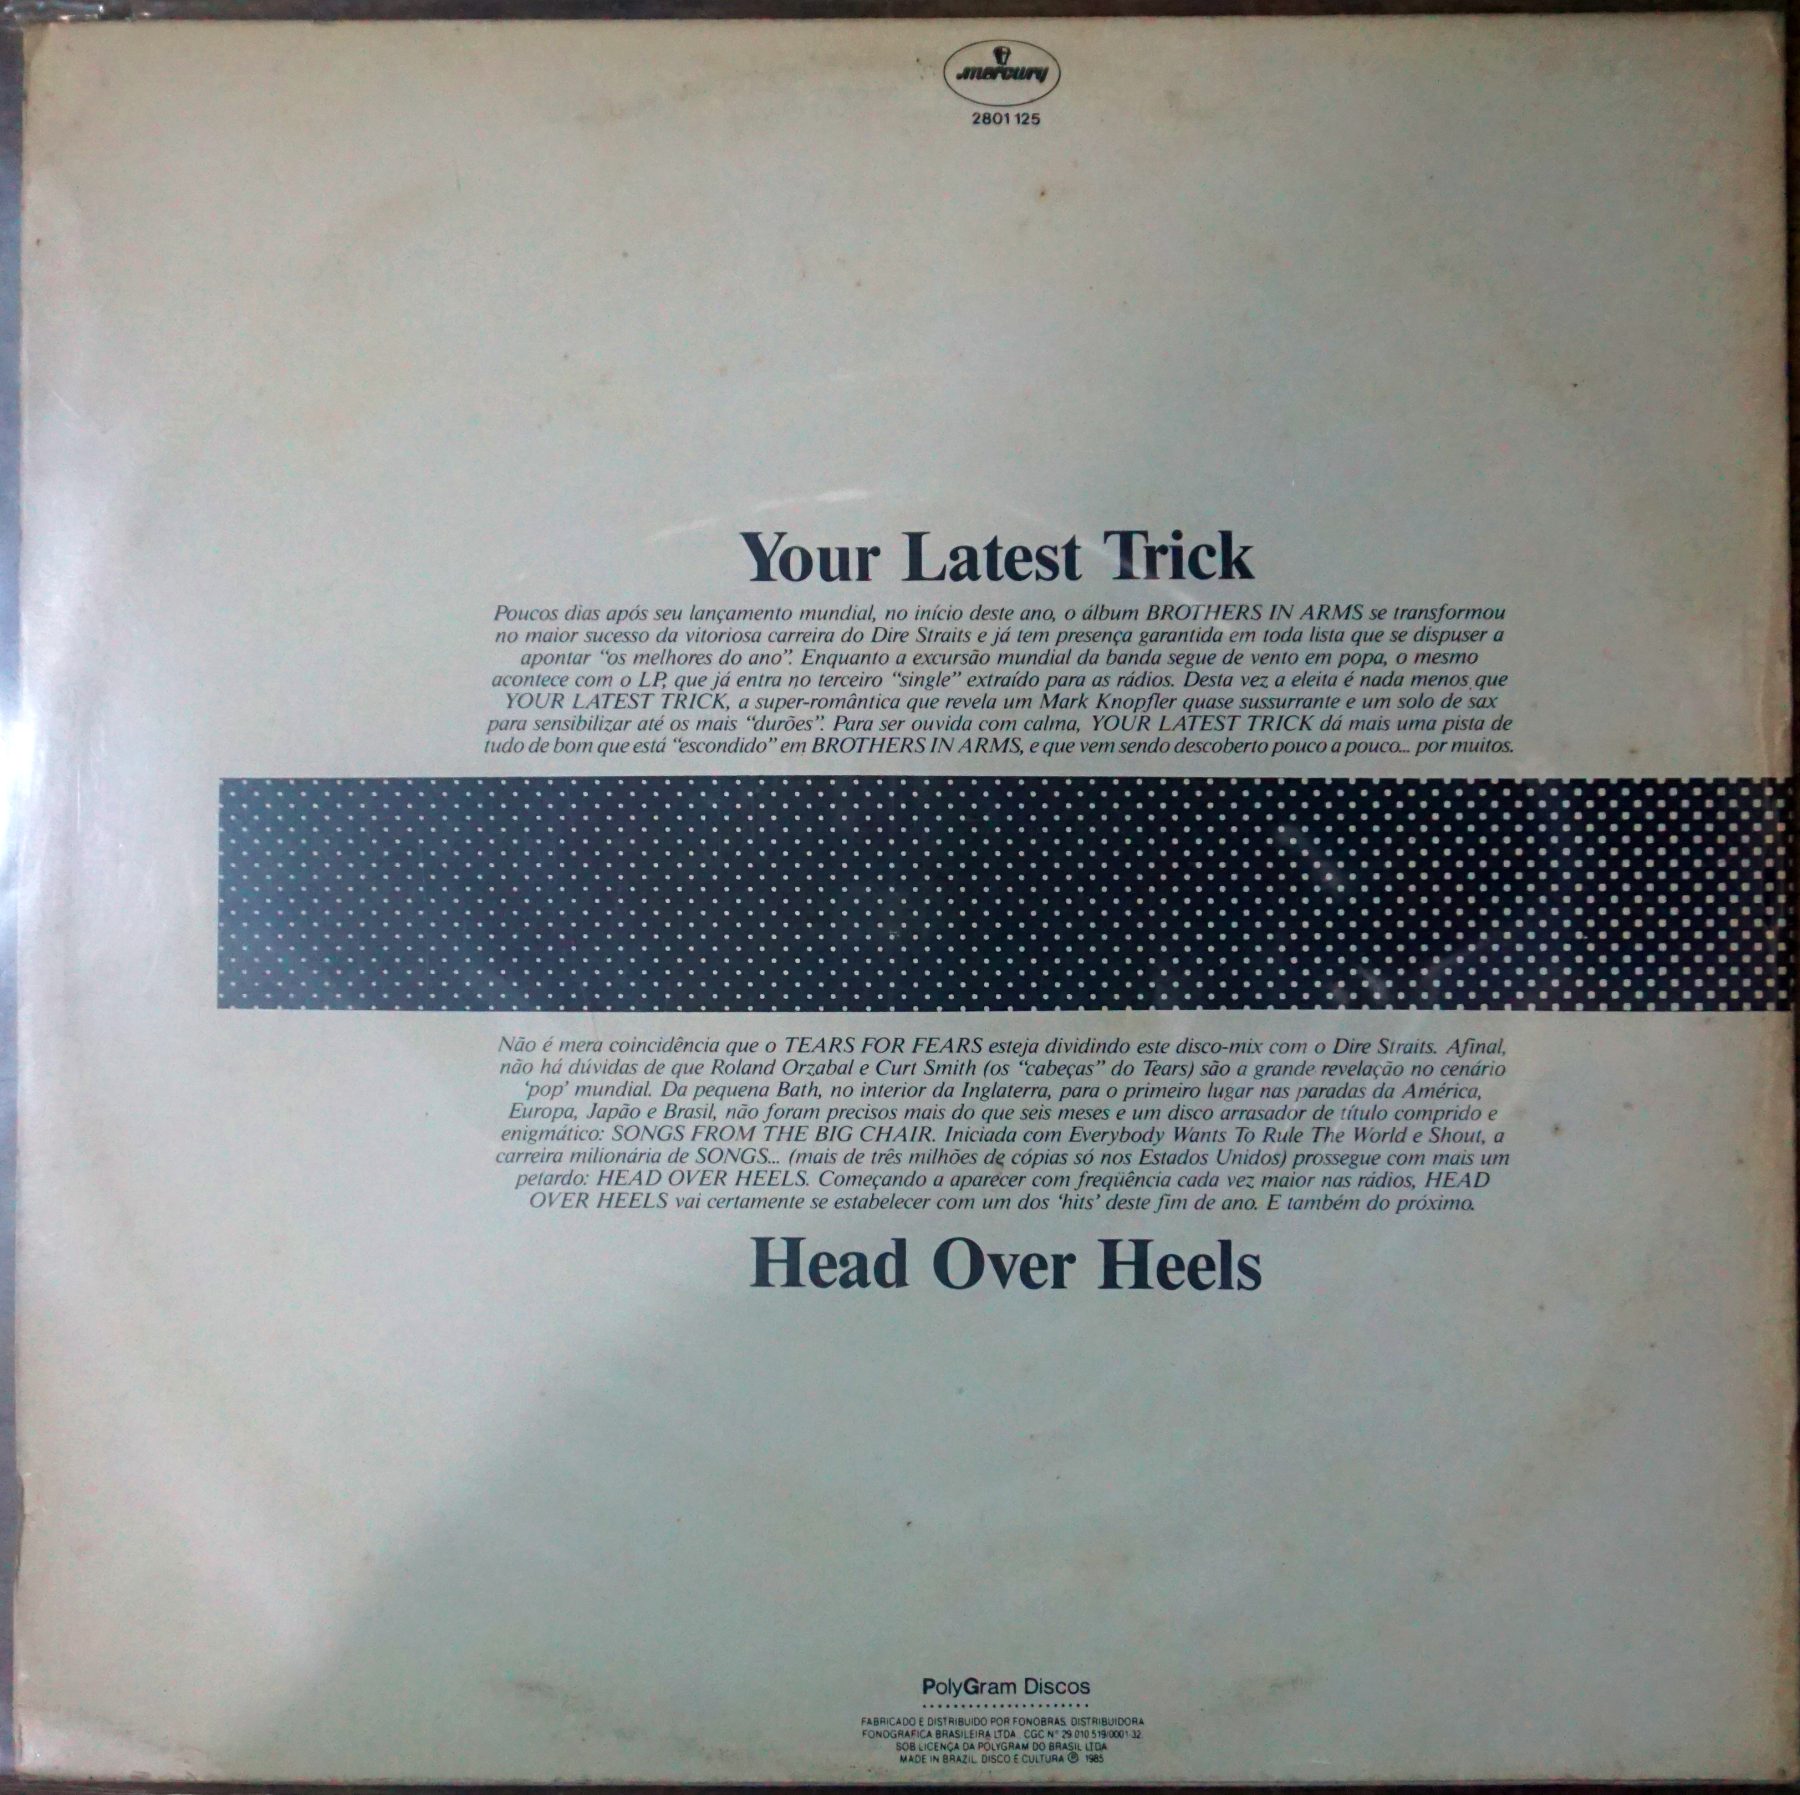 mercury
2801 125
Your Latest Trick
Poucos dias após seu lançamento mundial, no início deste ano, o álbum BROTHERS IN ARMS se transformou
no maior sucesso da vitoriosa carreira do Dire Straits e já tem presença garantida em toda lista que se dispuser a
apontar “os melhores do ano”. Enquanto a excursão mundial da banda segue de vento em popa, o mesmo
acontece com o LP, que já entra no terceiro “single” extraído para as rádios. Desta vez a eleita é nada menos que
YOUR LATEST TRICK, a super-romântica que revela um Mark Knopfler quase sussurrante e um solo de sax
para sensibilizar até os mais “durões”. Para ser ouvida com calma, YOUR LATEST TRICK dá mais uma pista de
tudo de bom que está “escondido” em BROTHERS IN ARMS, e que vem sendo descoberto pouco a pouco... por muitos.
Não é mera coincidência que o TEARS FOR FEARS esteja dividindo este disco-mix com o Dire Straits. Afinal,
não há dúvidas de que Roland Orzabal e Curt Smith (os “cabeças” do Tears) são a grande revelação no cenário
‘pop’ mundial. Da pequena Bath, no interior da Inglaterra, para o primeiro lugar nas paradas da América,
Europa, Japão e Brasil, não foram precisos mais do que seis meses e um disco arrasador de título comprido e
enigmático: SONGS FROM THE BIG CHAIR. Iniciada com Everybody Wants To Rule The World e Shout, a
carreira milionária de SONGS... (mais de três milhões de cópias só nos Estados Unidos) prossegue com mais um
petardo: HEAD OVER HEELS. Começando a aparecer com freqüência cada vez maior nas rádios, HEAD
OVER HEELS vai certamente se estabelecer com um dos ‘hits’ deste fim de ano. E também do próximo.
Head Over Heels
PolyGram Discos
FABRICADO E DISTRIBUIDO POR FONOBRAS, DISTRIBUIDORA
FONOGRAFICA BRASILEIRA LTDA. CGC Nº 29.010.519/0001-32
SOB LICENÇA DA POLYGRAM DO BRASIL LTDA
MADE IN BRAZIL. DISCO É CULTURA ℗ 1985